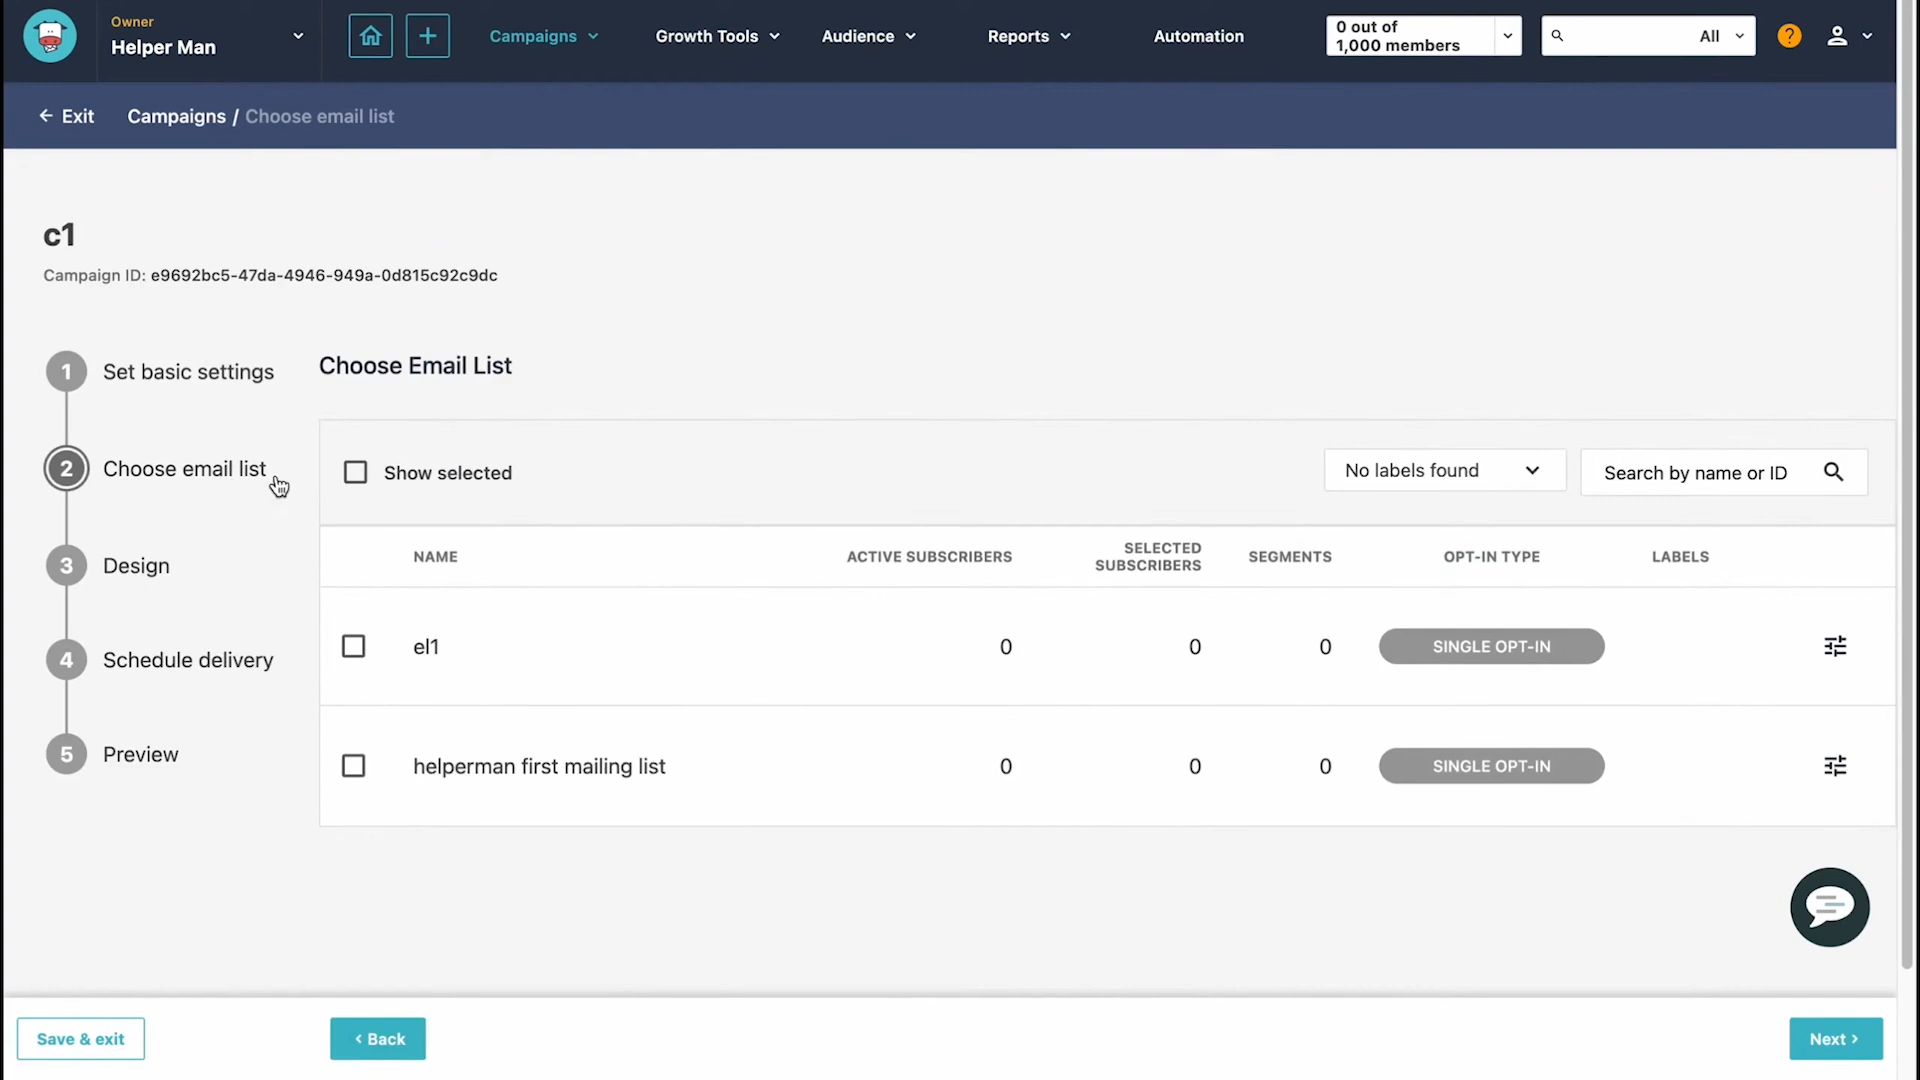 Owner
Helper Man
+
Campaigns
Growth Tools
Audience
Reports
Automation
0 out of
1,000 members
All
?
← Exit
Campaigns / Choose email list
c1
Campaign ID: e9692bc5-47da-4946-949a-0d815c92c9dc
1 Set basic settings
2 Choose email list
3 Design
4 Schedule delivery
5 Preview
Choose Email List
Show selected
No labels found
Search by name or ID
NAME
ACTIVE SUBSCRIBERS
SELECTED
SUBSCRIBERS
SEGMENTS
OPT-IN TYPE
LABELS
el1 0 0 0 SINGLE OPT-IN
helperman first mailing list 0 0 0 SINGLE OPT-IN
Save & exit
‹ Back
Next ›